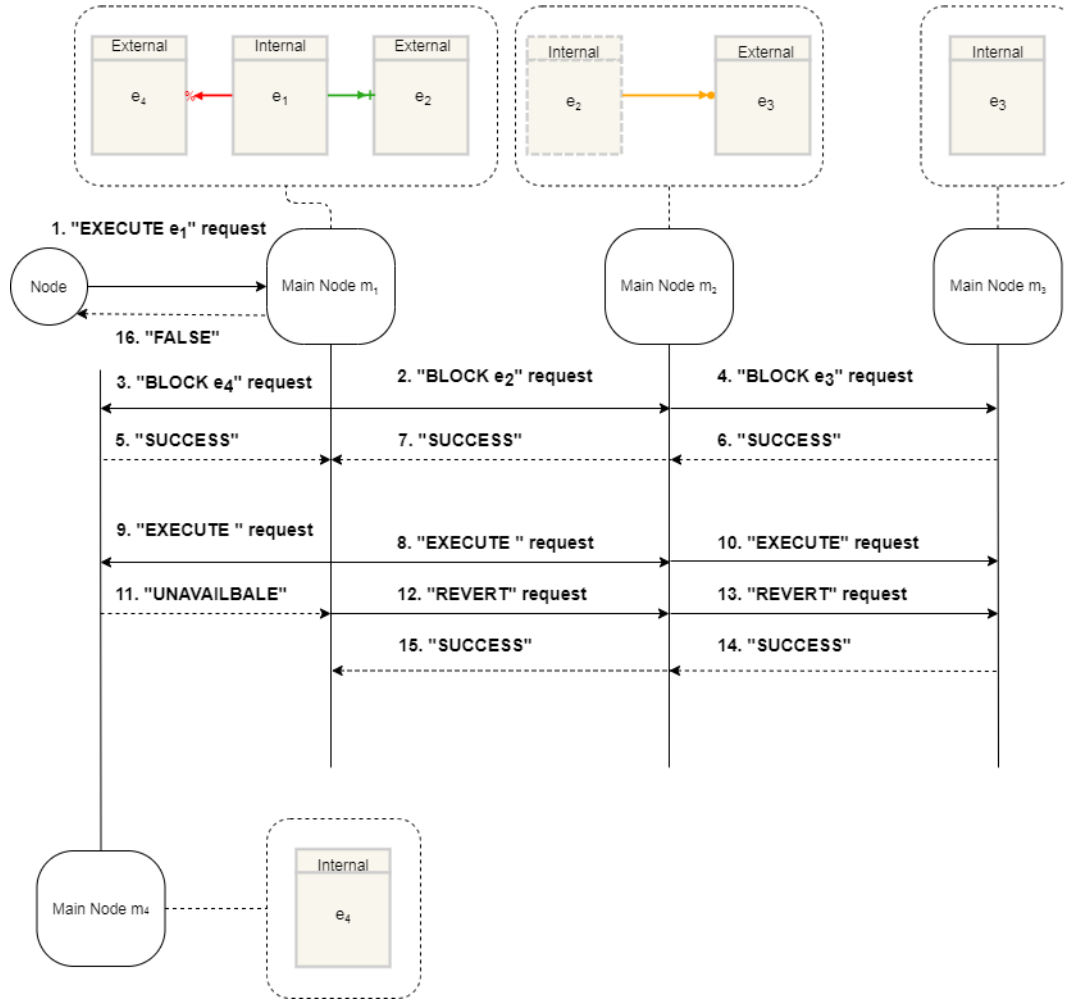 External
Internal
External
e₄
%
e₁
e₂
Internal
External
e₂
e₃
Internal
e₃
1. "EXECUTE e₁" request
Node
Main Node m₁
Main Node m₂
Main Node m₃
16. "FALSE"
3. "BLOCK e₄" request
2. "BLOCK e₂" request
4. "BLOCK e₃" request
5. "SUCCESS"
7. "SUCCESS"
6. "SUCCESS"
9. "EXECUTE " request
8. "EXECUTE " request
10. "EXECUTE" request
11. "UNAVAILBALE"
12. "REVERT" request
13. "REVERT" request
15. "SUCCESS"
14. "SUCCESS"
Main Node m₄
Internal
e₄